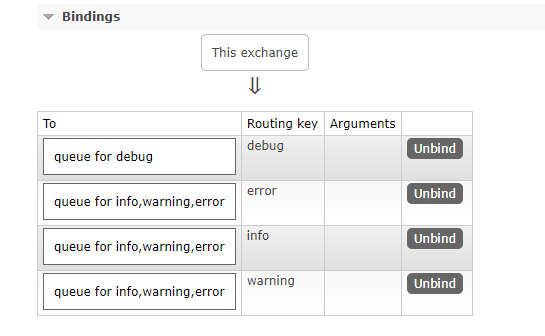 Bindings
This exchange
To Routing key Arguments
queue for debug debug Unbind
queue for info,warning,error error Unbind
queue for info,warning,error info Unbind
queue for info,warning,error warning Unbind